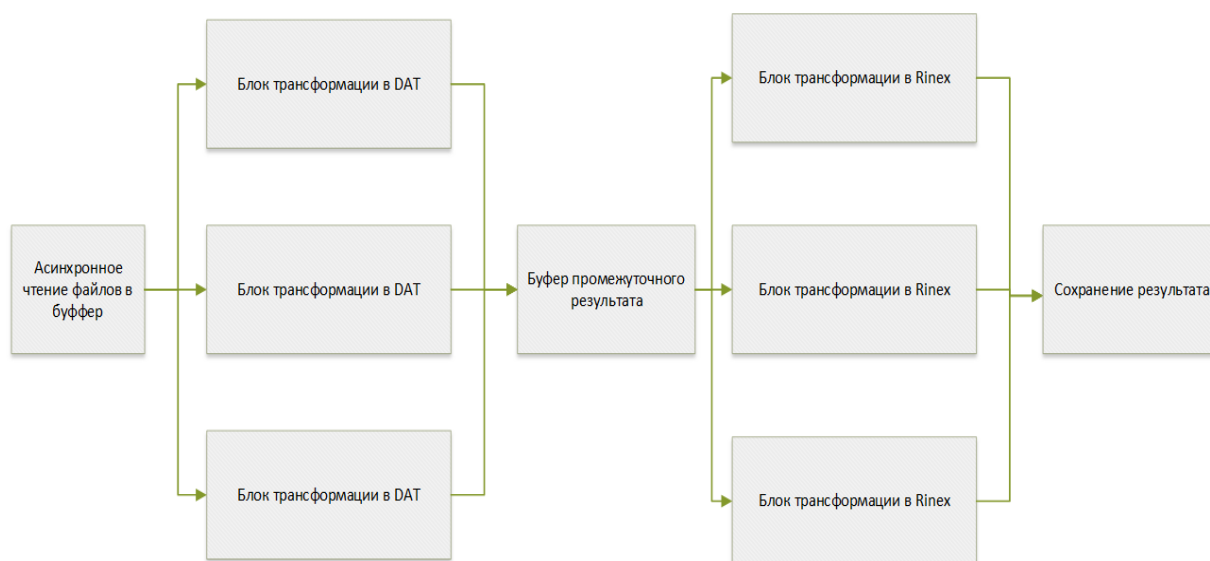 Блок трансформации в DAT
Блок трансформации в Rinex
Асинхронное
чтение файлов в
буффер
Блок трансформации в DAT
Буфер промежуточного
результата
Блок трансформации в Rinex
Сохранение результата
Блок трансформации в DAT
Блок трансформации в Rinex